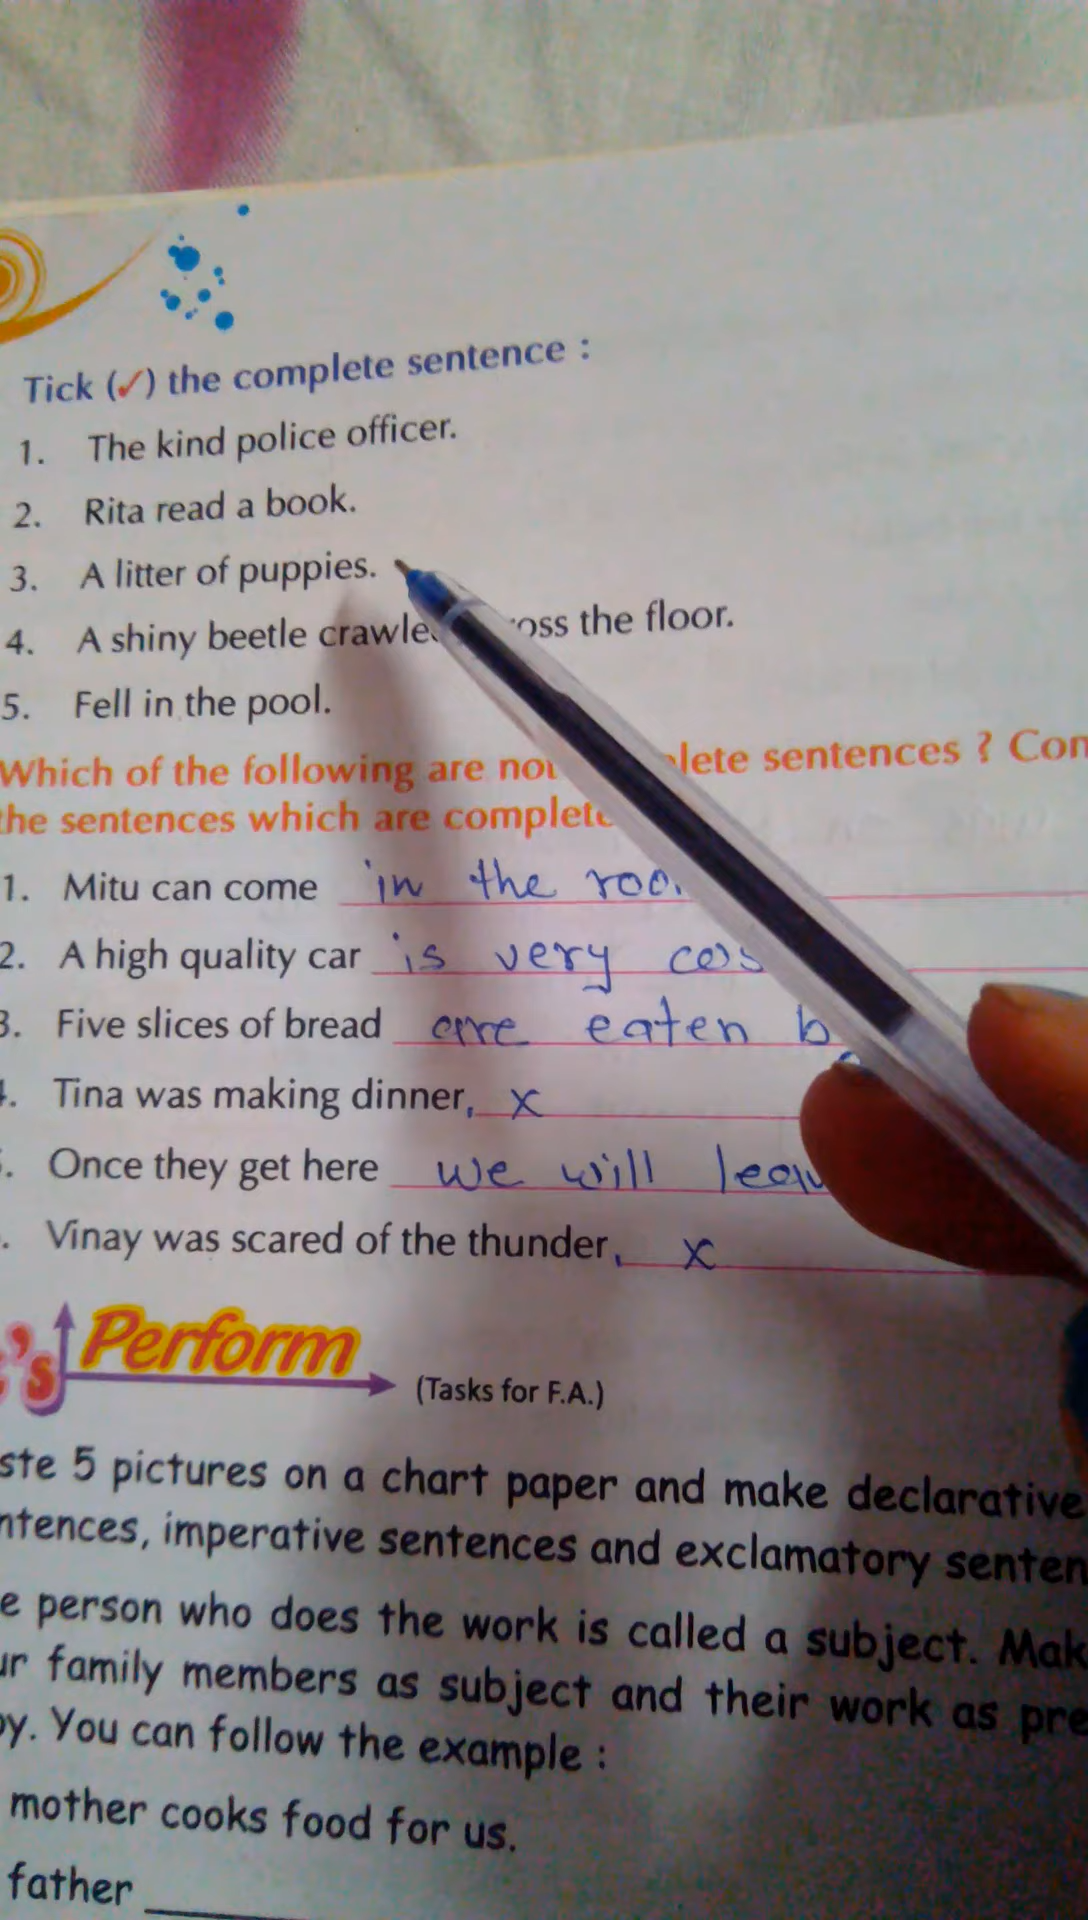 Tick (✓) the complete sentence :
1. The kind police officer.
2. Rita read a book.
3. A litter of puppies.
4. A shiny beetle the floor.
5. Fell in the pool.
Which of the following are sentences ?
the sentences which are
1. Mitu can come in the
2. A high quality car is very
3. Five slices of bread are eaten
Tina was making dinner, x
Once they get here we will
Vinay was scared of the thunder, x
Perform
(Tasks for F.A.)
5 pictures on a chart paper and make declarative
imperative sentences and exclamatory
person who does the work is called a subject.
family members as subject and their work as
You can follow the example :
mother cooks food for us.
father